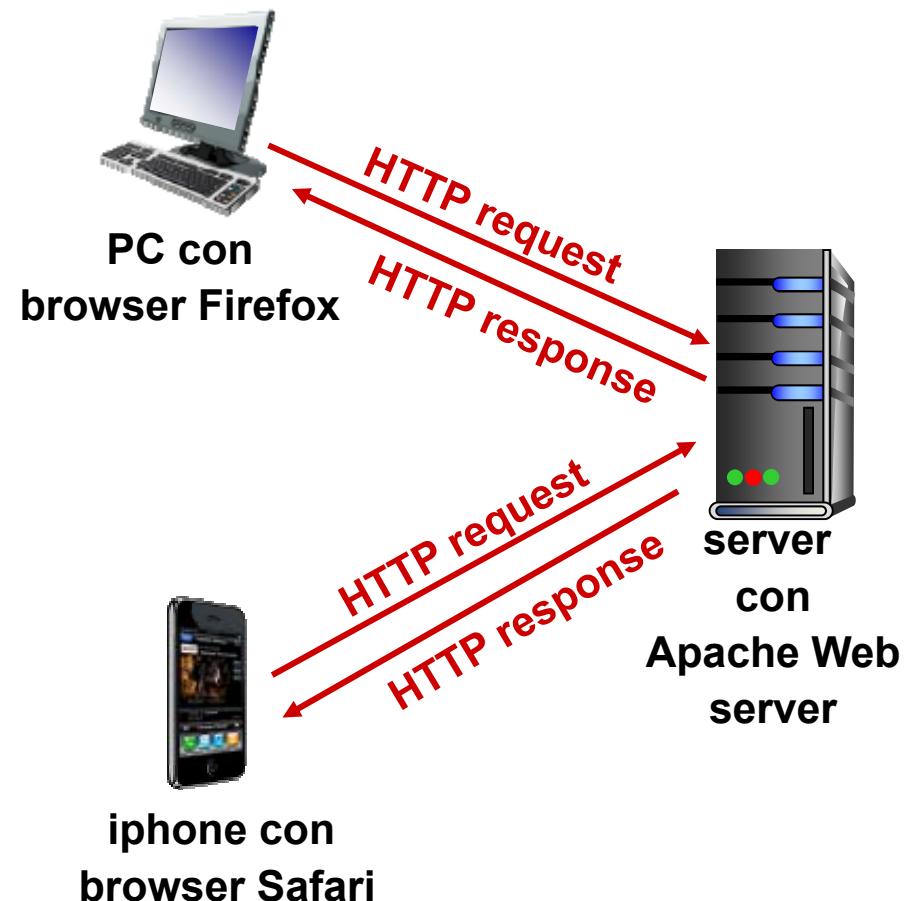 HTTP request
HTTP response
PC con
browser Firefox
HTTP request
HTTP response
server
con
Apache Web
server
iphone con
browser Safari